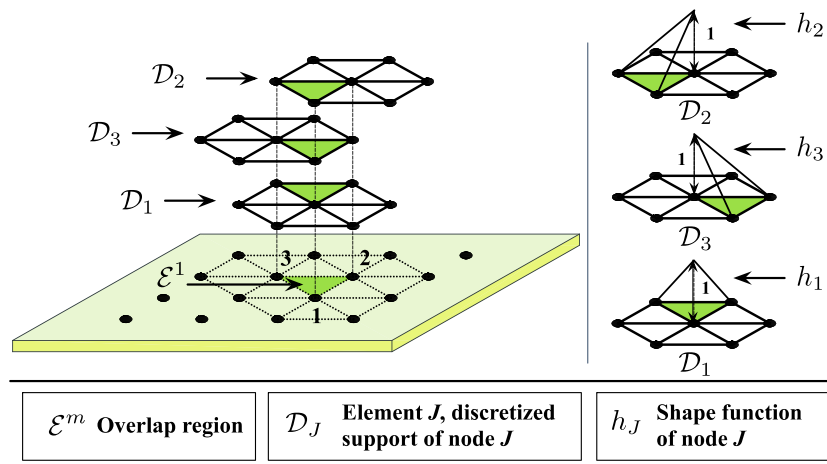 𝒟₂
𝒟₃
𝒟₁
ℰ¹
3
2
1
1
h₂
𝒟₂
1
h₃
𝒟₃
1
h₁
𝒟₁
ℰᵐ Overlap region
𝒟_J Element J, discretized
support of node J
h_J Shape function
of node J